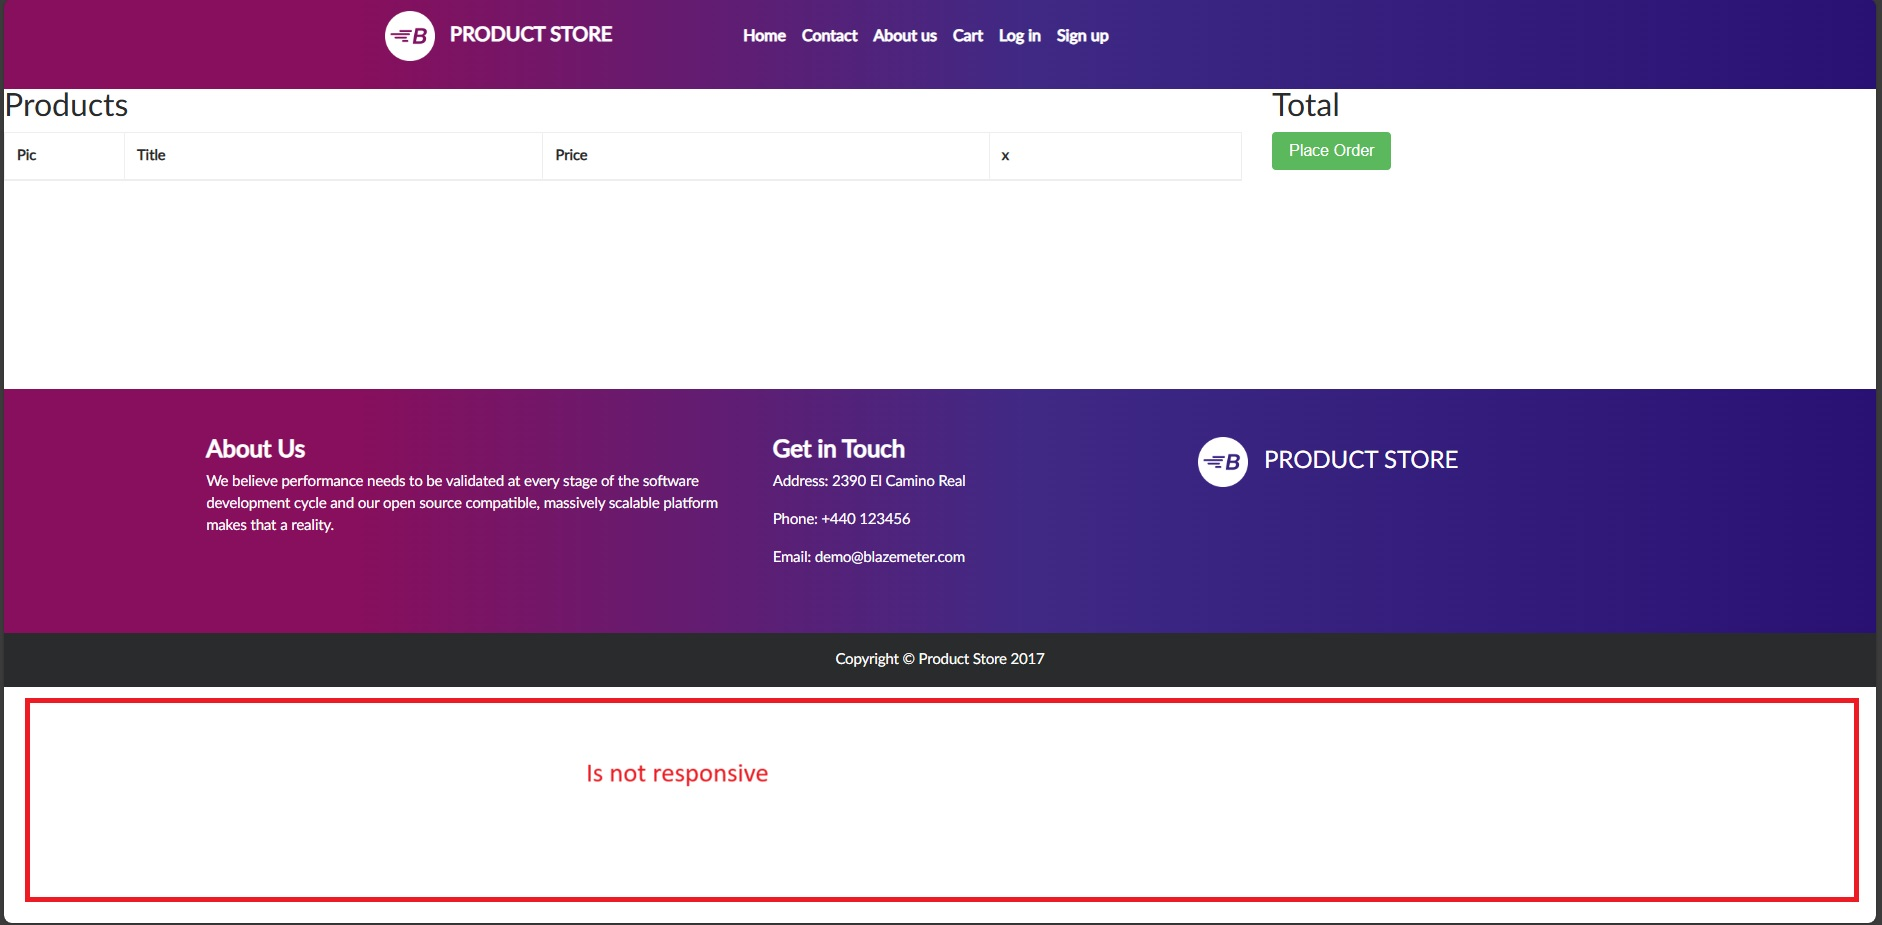 B PRODUCT STORE
Home Contact About us Cart Log in Sign up
Products
Total
Pic Title Price x
Place Order
About Us
We believe performance needs to be validated at every stage of the software
development cycle and our open source compatible, massively scalable platform
makes that a reality.
Get in Touch
Address: 2390 El Camino Real
Phone: +440 123456
Email: demo@blazemeter.com
B PRODUCT STORE
Copyright © Product Store 2017
Is not responsive